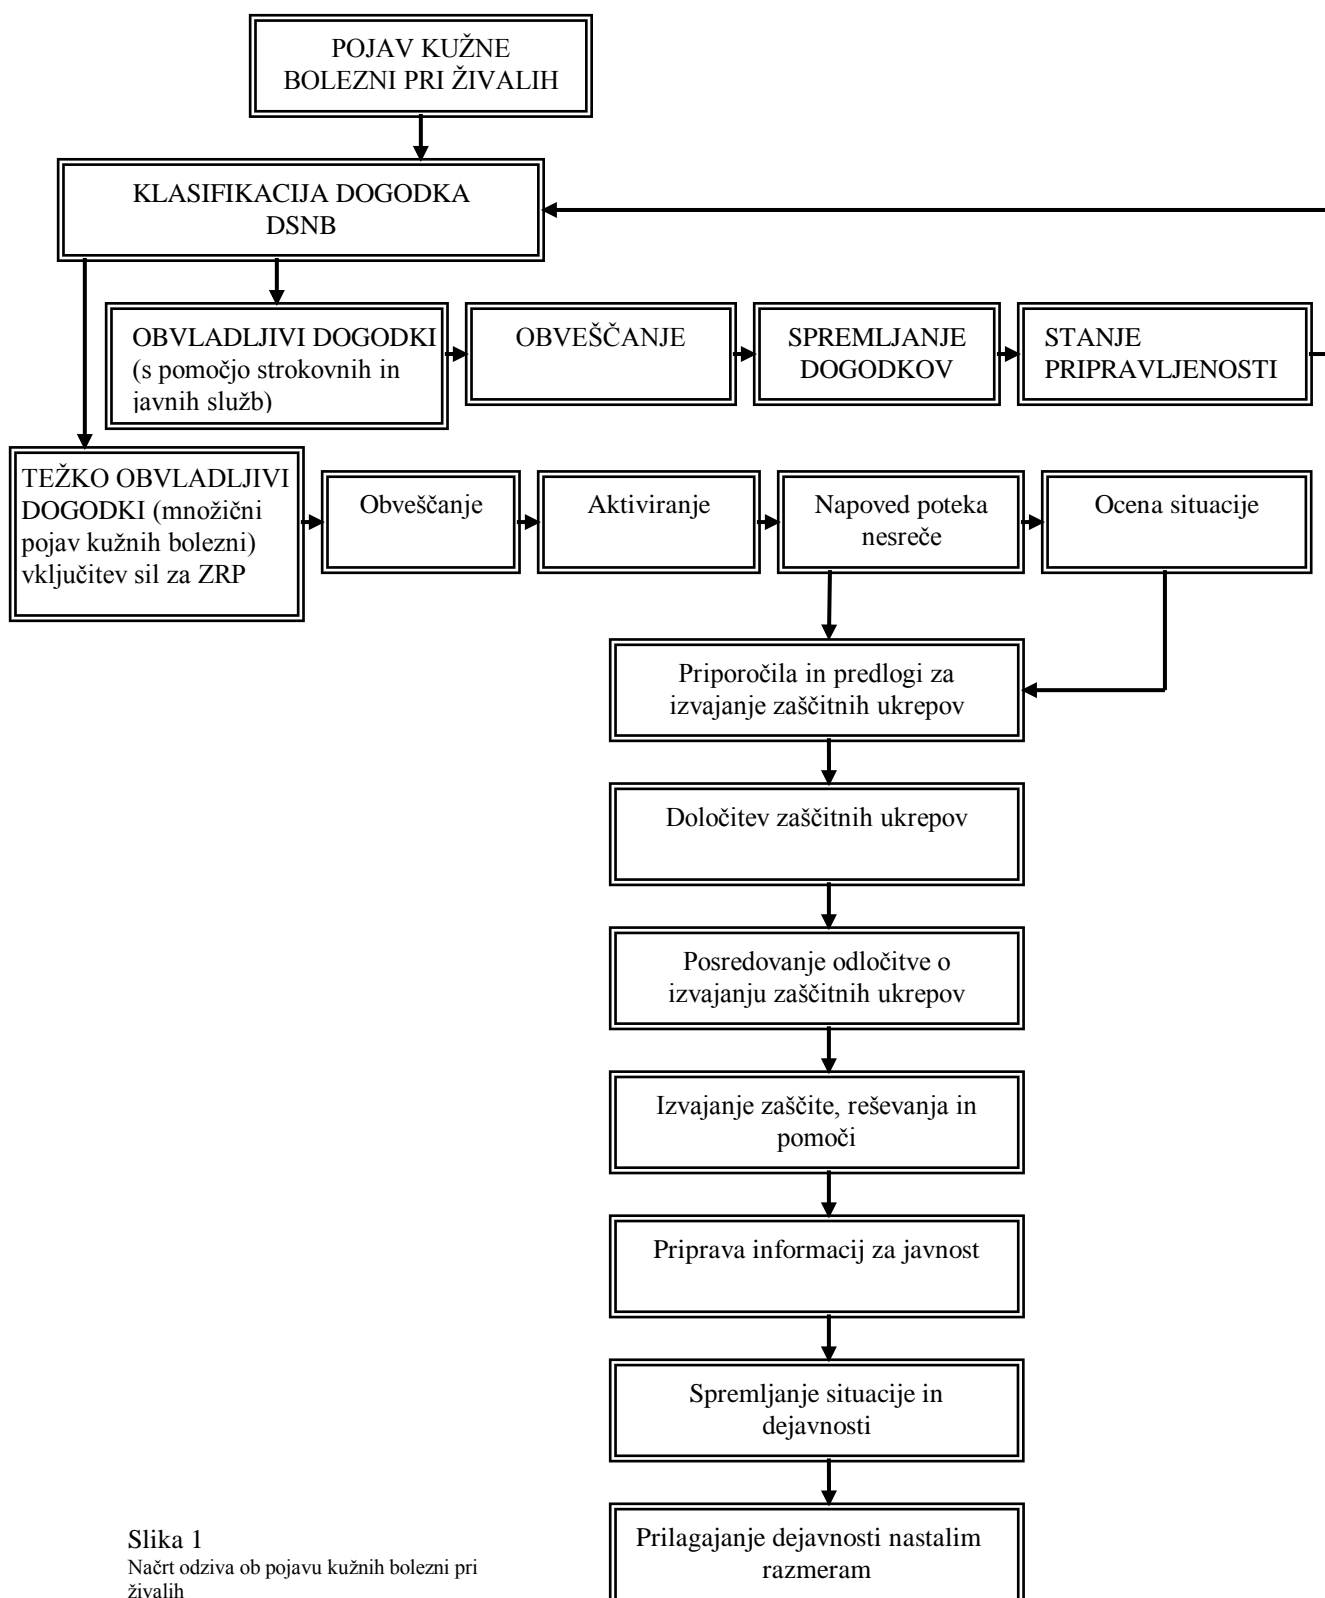 POJAV KUŽNE
BOLEZNI PRI ŽIVALIH
KLASIFIKACIJA DOGODKA
DSNB
OBVLADLJIVI DOGODKI
(s pomočjo strokovnih in
javnih služb)
OBVEŠČANJE
SPREMLJANJE
DOGODKOV
STANJE
PRIPRAVLJENOSTI
TEŽKO OBVLADLJIVI
DOGODKI (množični
pojav kužnih bolezni)
vključitev sil za ZRP
Obveščanje
Aktiviranje
Napoved poteka
nesreče
Ocena situacije
Priporočila in predlogi za
izvajanje zaščitnih ukrepov
Določitev zaščitnih ukrepov
Posredovanje odločitve o
izvajanju zaščitnih ukrepov
Izvajanje zaščite, reševanja in
pomoči
Priprava informacij za javnost
Spremljanje situacije in
dejavnosti
Prilagajanje dejavnosti nastalim
razmeram
Slika 1
Načrt odziva ob pojavu kužnih bolezni pri
živalih